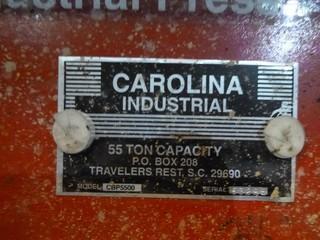 CAROLINA
INDUSTRIAL
55 TON CAPACITY
P.O. BOX 208
TRAVELERS REST, S.C. 29690
MODEL CBP5500 SERIAL